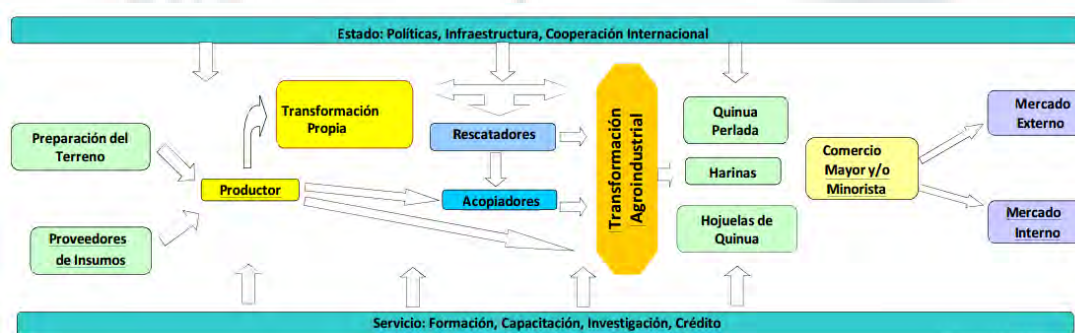 Estado: Políticas, Infraestructura, Cooperación Internacional
Preparación del
Terreno
Proveedores
de Insumos
Productor
Transformación
Propia
Rescatadores
Acopiadores
Transformación
Agroindustrial
Quinua
Perlada
Harinas
Hojuelas de
Quinua
Comercio
Mayor y/o
Minorista
Mercado
Externo
Mercado
Interno
Servicio: Formación, Capacitación, Investigación, Crédito